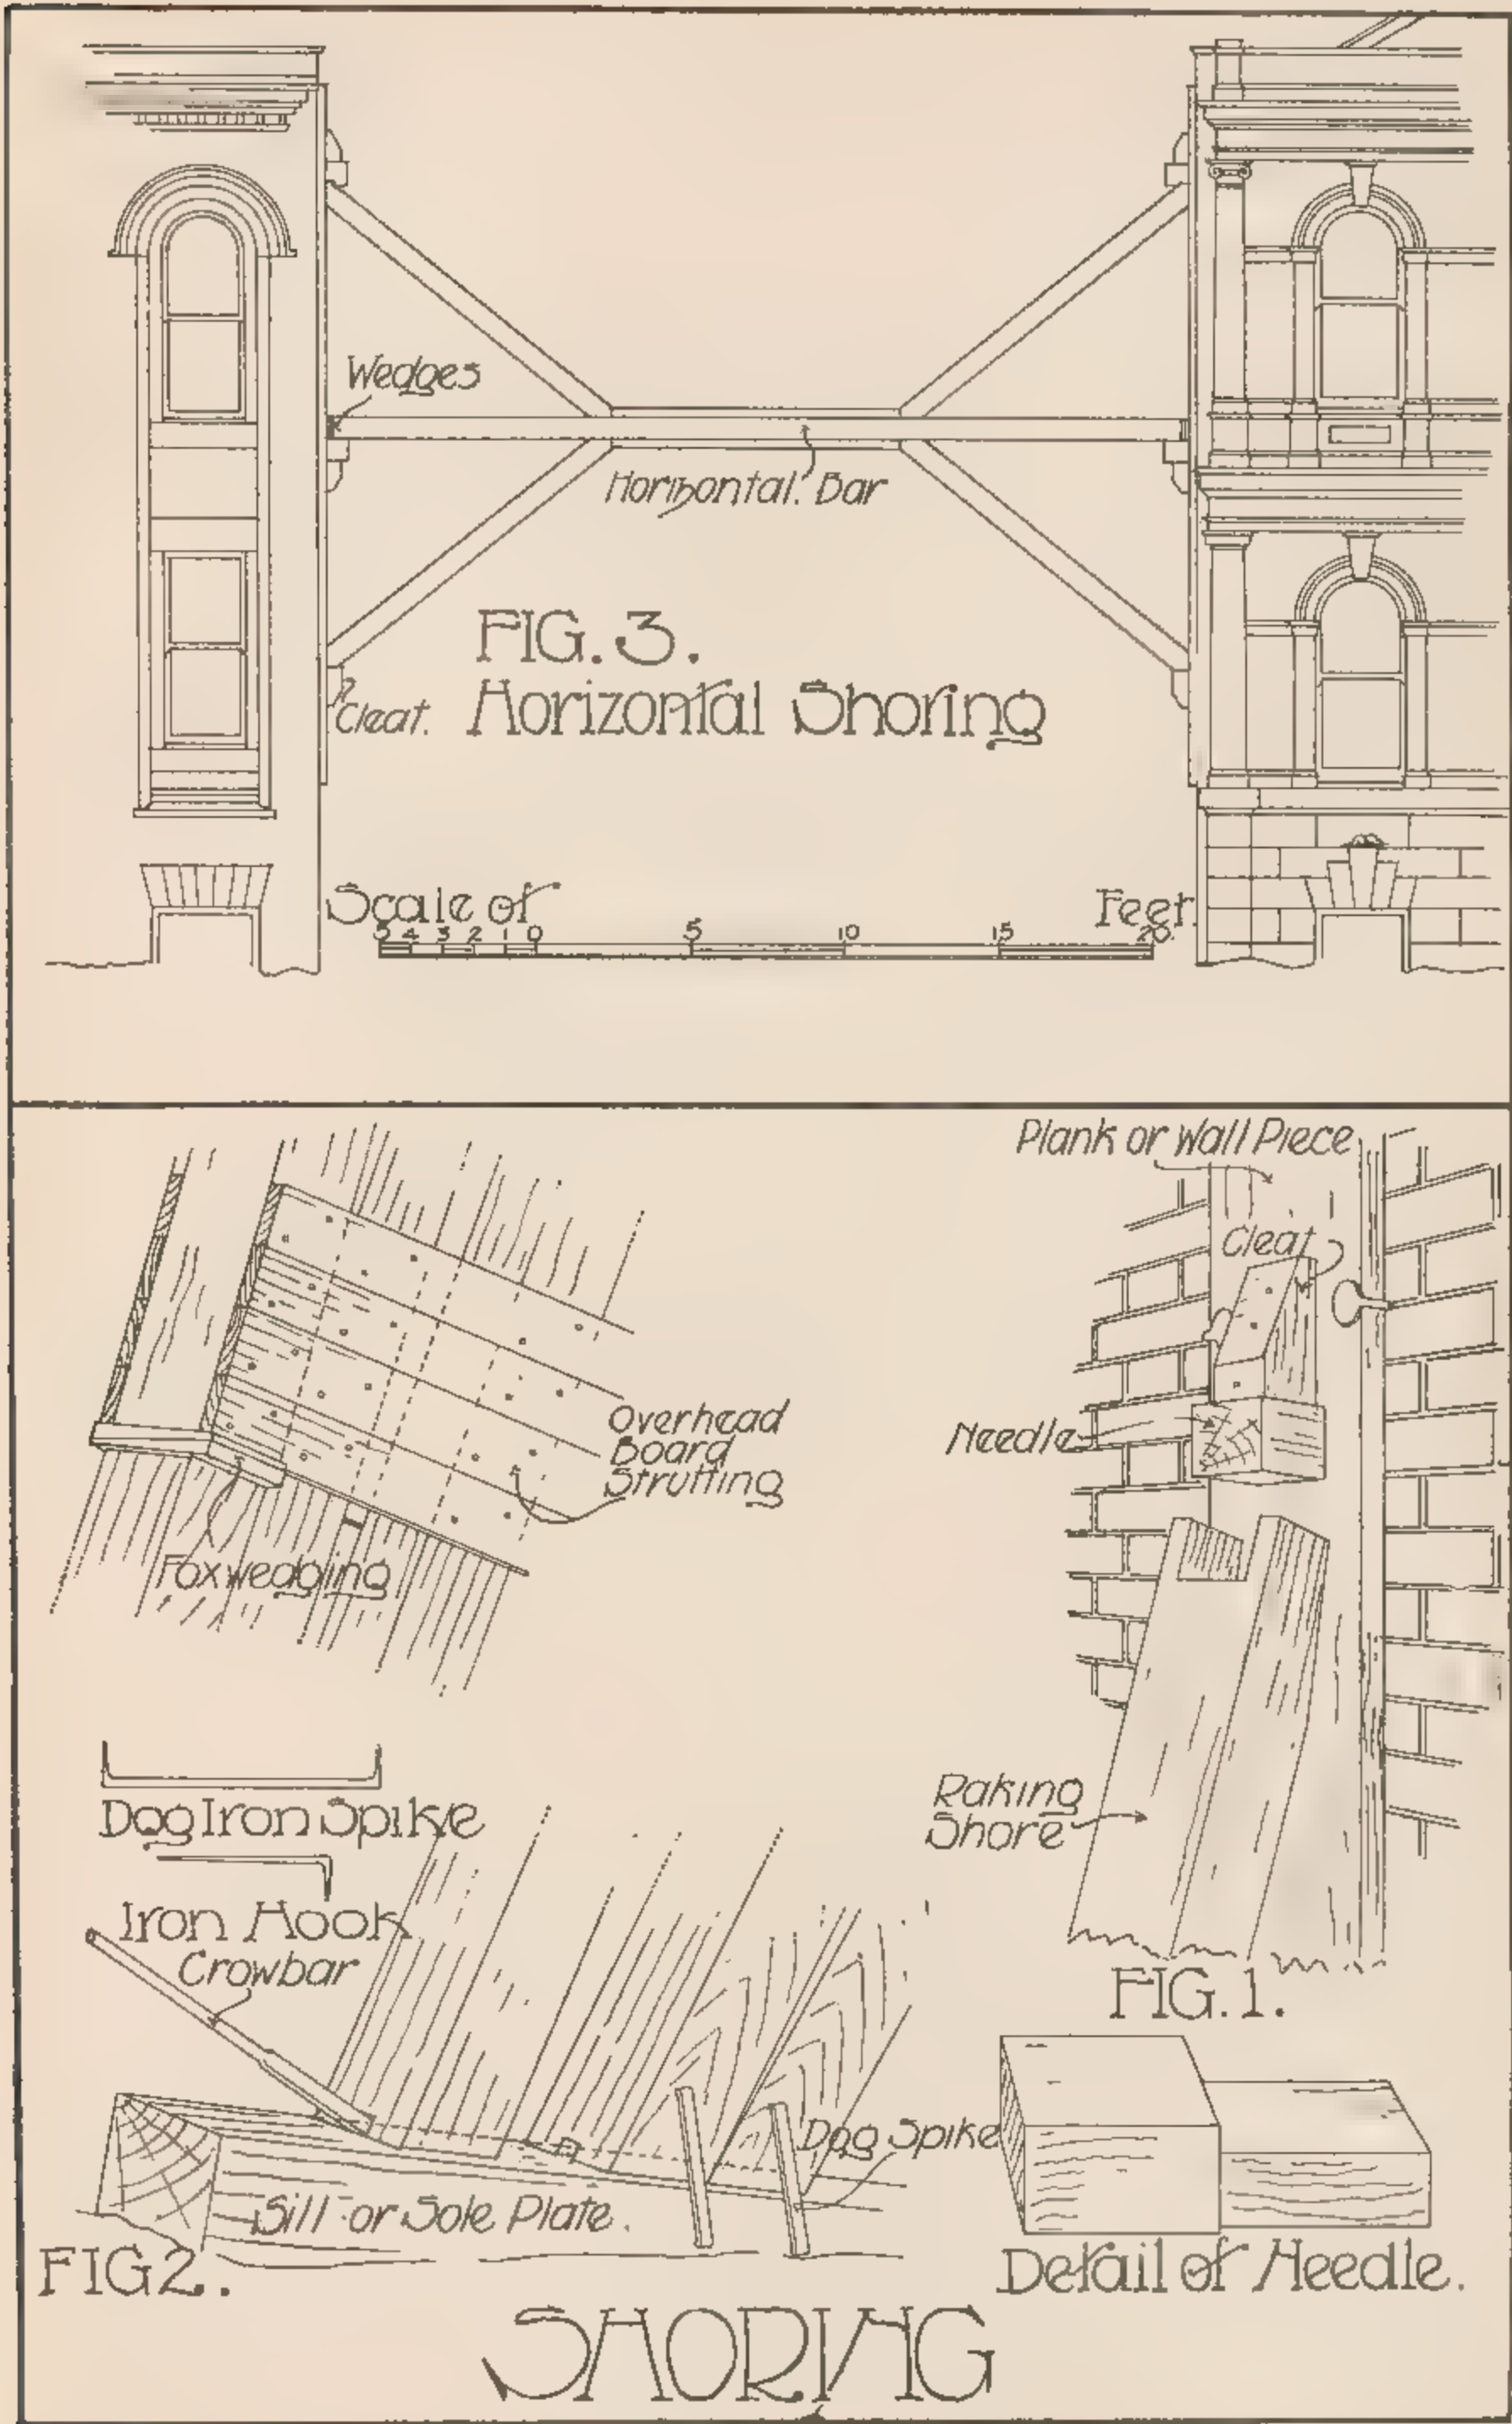 Wedges
Horizontal. Bar
FIG. 3.
Cleat. Horizontal Shoring
Scale of Feet.
5 4 3 2 1 0 5 10 15 20
Plank or Wall Piece
Cleat
Needle
Overhead
Board
Strutting
Foxwedging
Dog Iron Spike
Iron Hook
Crowbar
Raking
Shore
FIG. 1.
Dog Spike
Sill or Sole Plate.
FIG 2.
Detail of Needle.
SHORING